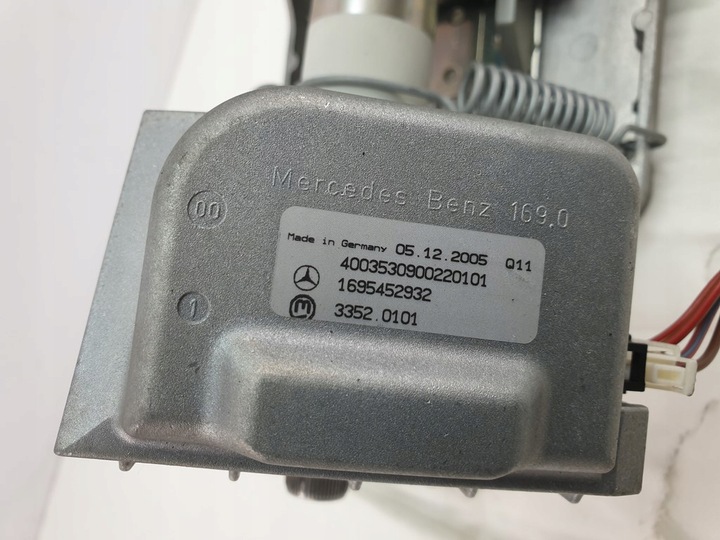 Mercedes Benz 169.0
00
Made in Germany 05.12.2005 Q11
4003530900220101
1695452932
1
M 3352.0101